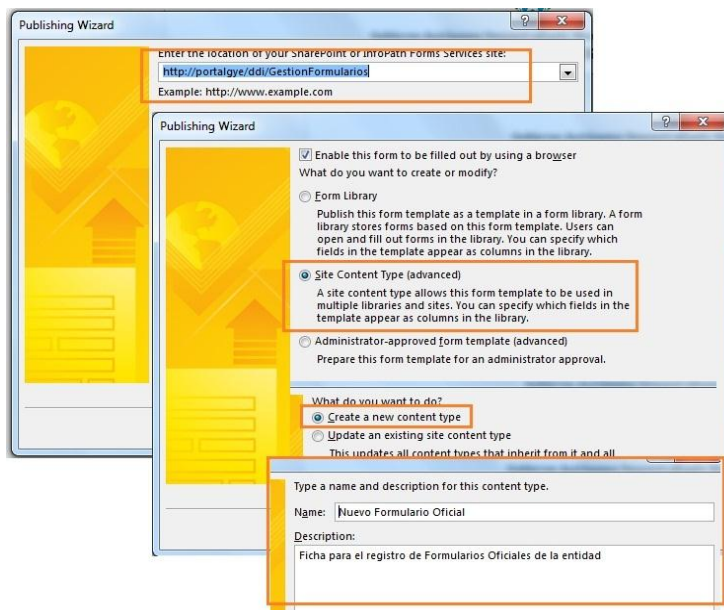 Publishing Wizard
Enter the location of your SharePoint or InfoPath Forms Services site:
http://portalgye/ddi/GestionFormularios
Example: http://www.example.com
Publishing Wizard
Enable this form to be filled out by using a browser
What do you want to create or modify?
Form Library
Publish this form template as a template in a form library. A form
library stores forms based on this form template. Users can
open and fill out forms in the library. You can specify which
fields in the template appear as columns in the library.
Site Content Type (advanced)
A site content type allows this form template to be used in
multiple libraries and sites. You can specify which fields in the
template appear as columns in the library.
Administrator-approved form template (advanced)
Prepare this form template for an administrator approval.
What do you want to do?
Create a new content type
Update an existing site content type
This updates all content types that inherit from it and all
Type a name and description for this content type.
Name: Nuevo Formulario Oficial
Description:
Ficha para el registro de Formularios Oficiales de la entidad